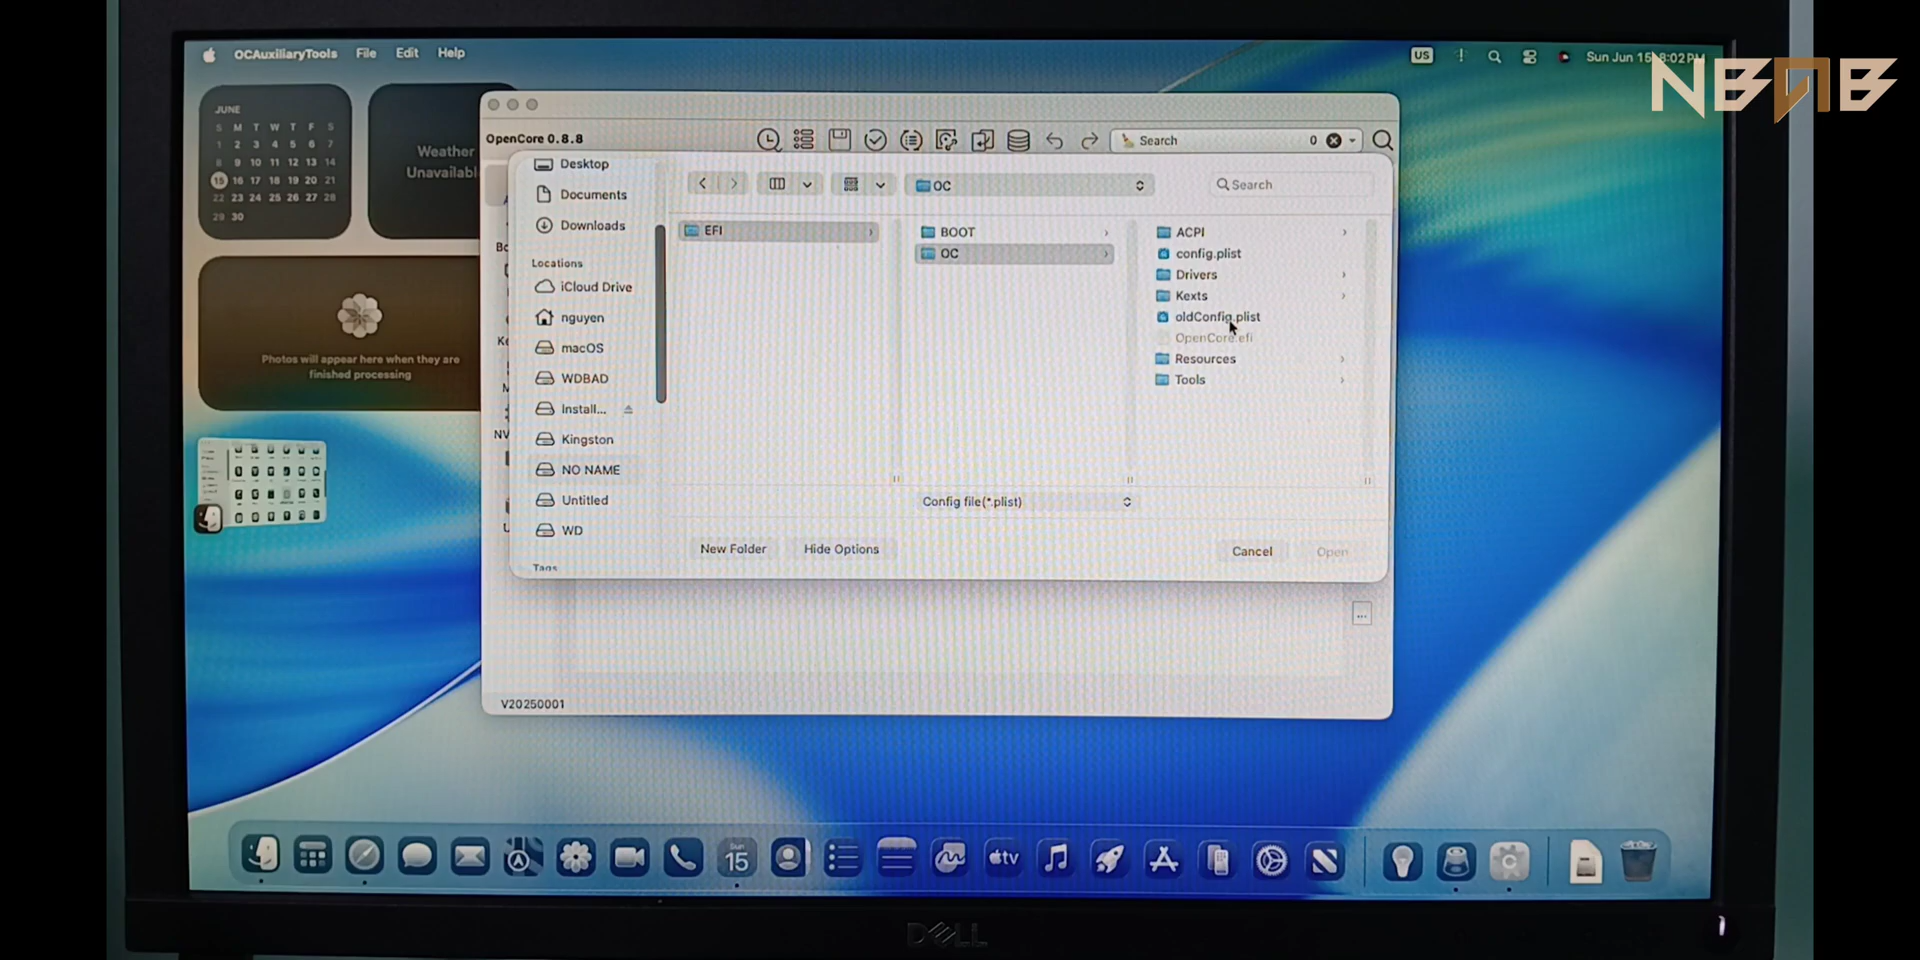 OCAuxiliaryTools File Edit Help
US
Sun Jun 15
8:02PM
NBNB
JUNE
S M T W T F S
1 2 3 4 5 6 7
8 9 10 11 12 13 14
15 16 17 18 19 20 21
22 23 24 25 26 27 28
29 30
Weather
Unavailabl
Photos will appear here when they are
finished processing
OpenCore 0.8.8
Search
0
Desktop
Documents
Downloads
Locations
iCloud Drive
nguyen
macOS
WDBAD
Install...
Kingston
NO NAME
Untitled
WD
Tags
OC
Search
EFI
BOOT
OC
ACPI
config.plist
Drivers
Kexts
oldConfig.plist
OpenCore.efi
Resources
Tools
Config file(*.plist)
New Folder
Hide Options
Cancel
Open
...
V20250001
Sun
15
tv
DELL